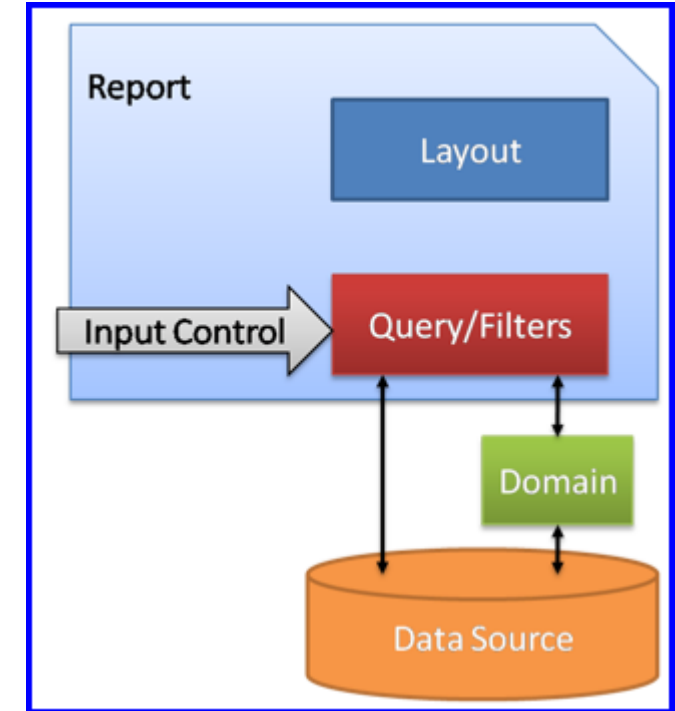 Report
Layout
Input Control
Query/Filters
Domain
Data Source